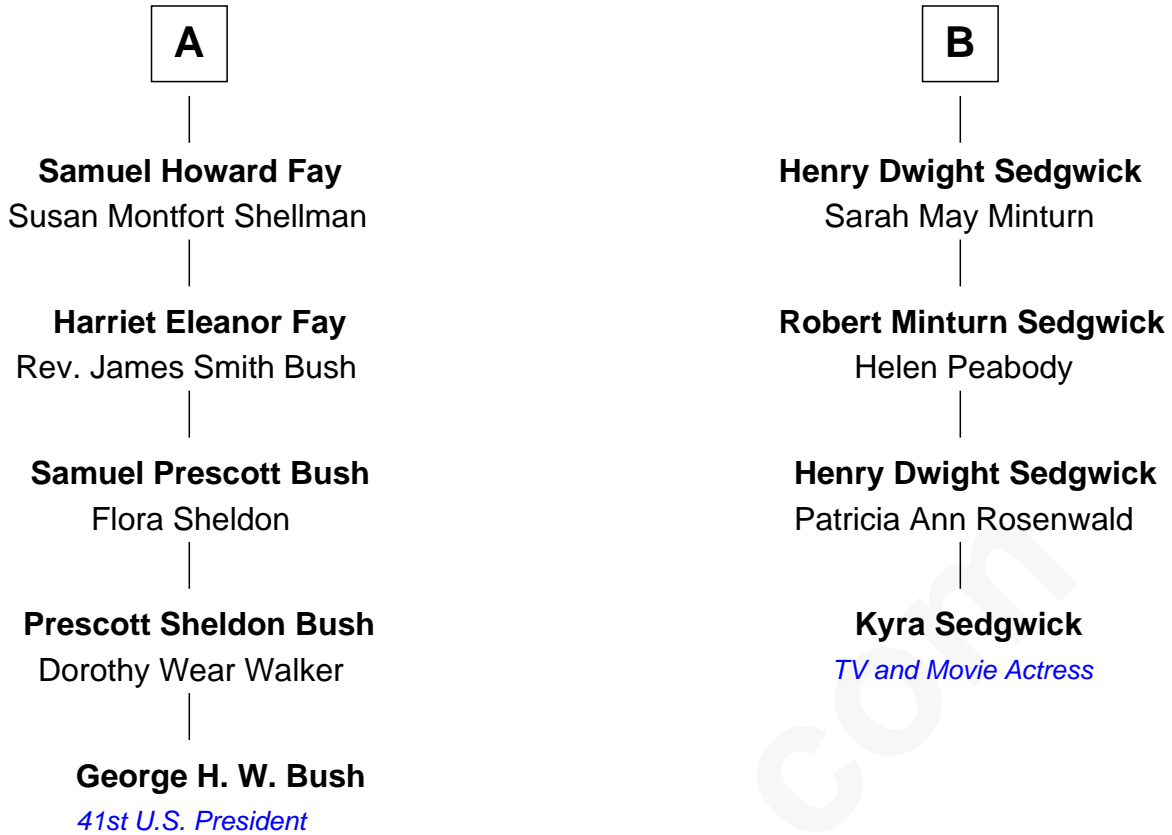 A
Samuel Howard Fay
Susan Montfort Shellman
Harriet Eleanor Fay
Rev. James Smith Bush
Samuel Prescott Bush
Flora Sheldon
Prescott Sheldon Bush
Dorothy Wear Walker
George H. W. Bush
41st U.S. President
B
Henry Dwight Sedgwick
Sarah May Minturn
Robert Minturn Sedgwick
Helen Peabody
Henry Dwight Sedgwick
Patricia Ann Rosenwald
Kyra Sedgwick
TV and Movie Actress
com